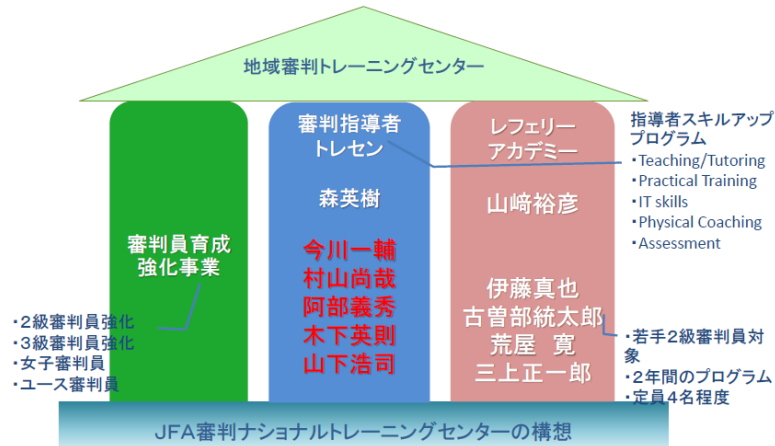 地域審判トレーニングセンター
審判員育成
強化事業
・２級審判員強化
・３級審判員強化
・女子審判員
・ユース審判員
審判指導者
トレセン
森英樹
今川一輔
村山尚哉
阿部義秀
木下英則
山下浩司
レフェリー
アカデミー
山﨑裕彦
伊藤真也
古曽部統太郎
荒屋　寛
三上正一郎
指導者スキルアップ
プログラム
・Teaching/Tutoring
・Practical Training
・IT skills
・Physical Coaching
・Assessment
・若手２級審判員対
象
・２年間のプログラム
・定員４名程度
JFA審判ナショナルトレーニングセンターの構想